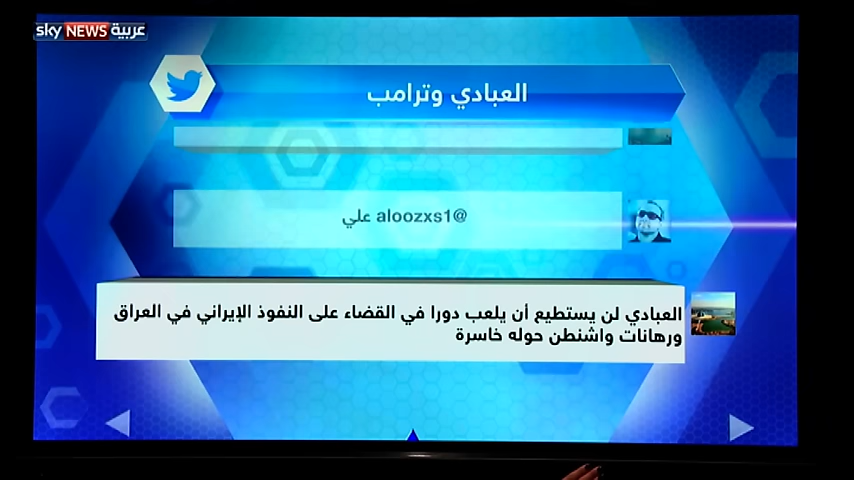 sky NEWS عربية
العبادي وترامب
@aloozxs1 علي
العبادي لن يستطيع أن يلعب دورا في القضاء على النفوذ الإيراني في العراق
ورهانات واشنطن حوله خاسرة